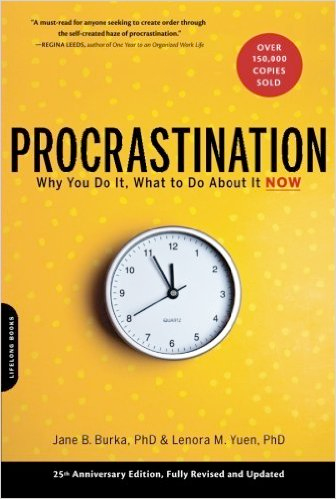 "A must-read for anyone seeking to create order through
the self-created haze of procrastination."
—REGINA LEEDS, author of One Year to an Organized Work Life
OVER
150,000
COPIES
SOLD
PROCRASTINATION
Why You Do It, What to Do About It NOW
12
1
2
3
4
5
6
7
8
9
10
11
QUARTZ
LIFELONG BOOKS
Jane B. Burka, PhD & Lenora M. Yuen, PhD
25th Anniversary Edition, Fully Revised and Updated